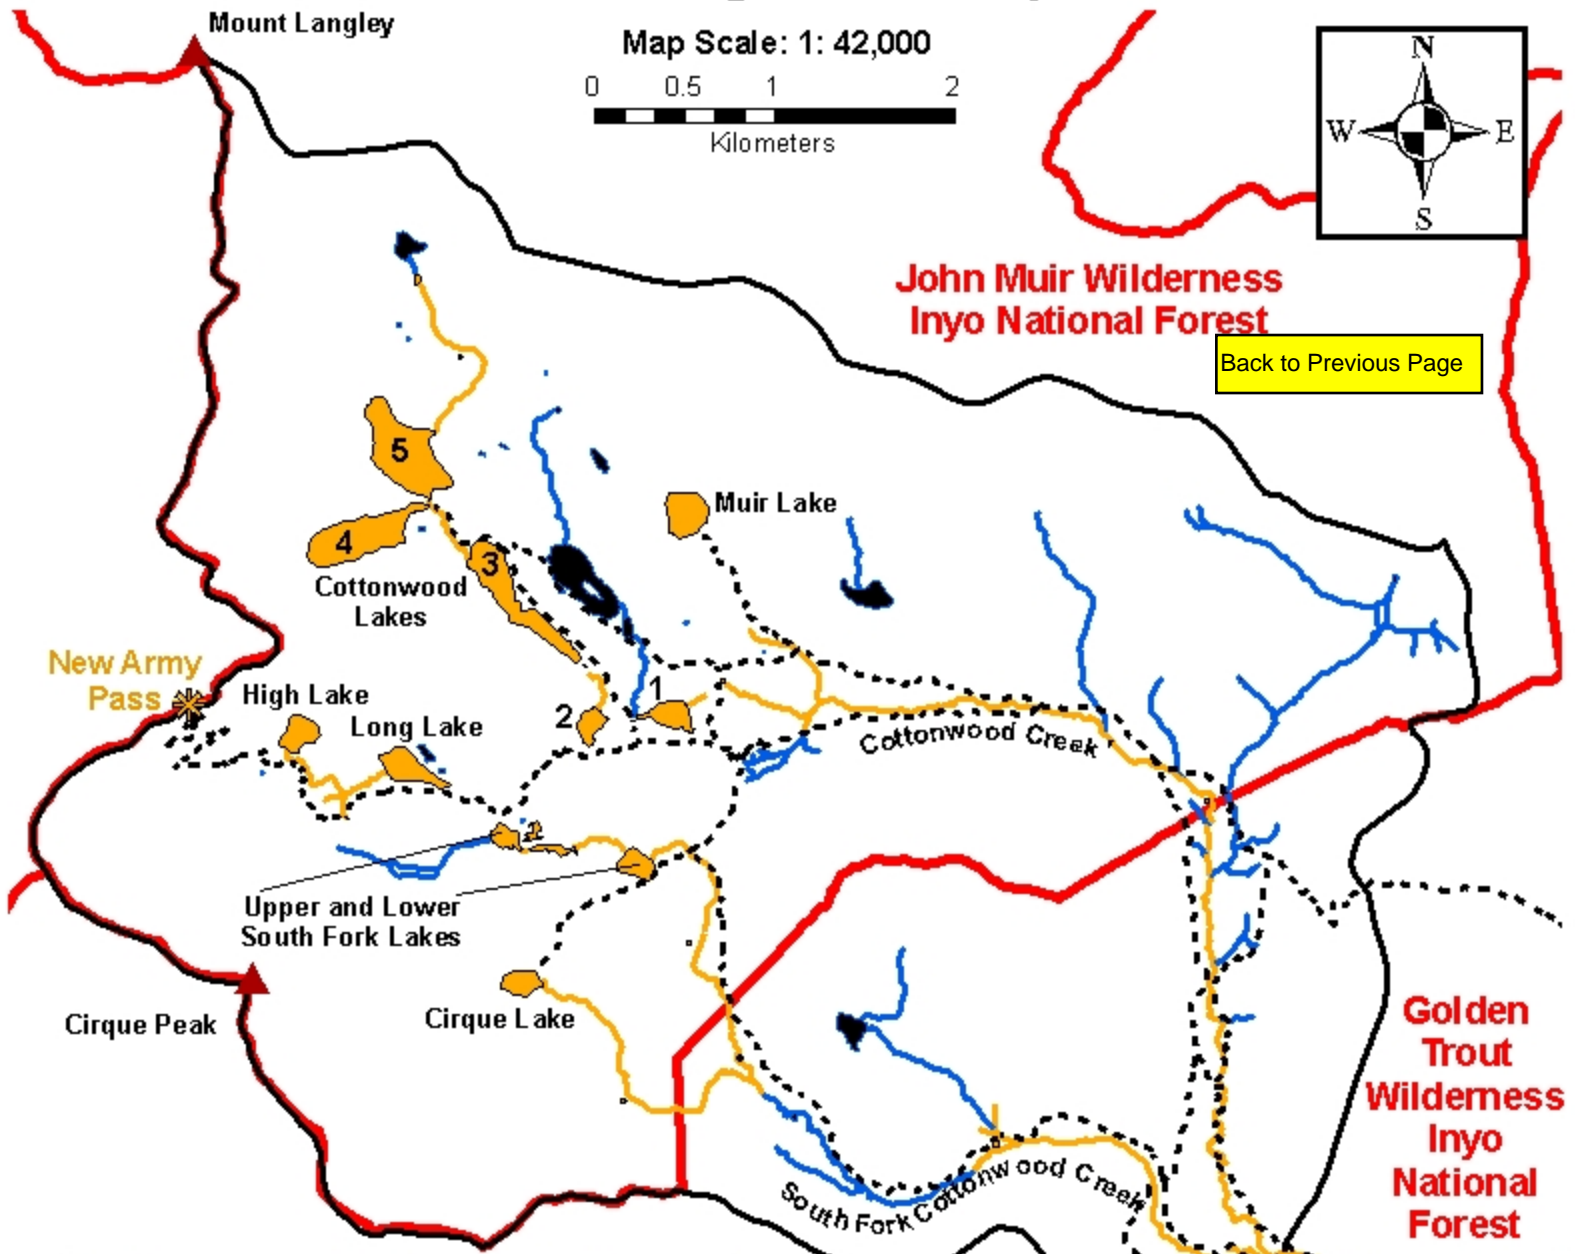 Mount Langley
Map Scale: 1: 42,000
0 0.5 1 2
Kilometers
N
W E
S
John Muir Wilderness
Inyo National Forest
Back to Previous Page
5
4
3
Muir Lake
Cottonwood
Lakes
New Army
Pass
High Lake
Long Lake
2
1
Cottonwood Creek
Upper and Lower
South Fork Lakes
Cirque Peak
Cirque Lake
South Fork Cottonwood Creek
Golden
Trout
Wilderness
Inyo
National
Forest